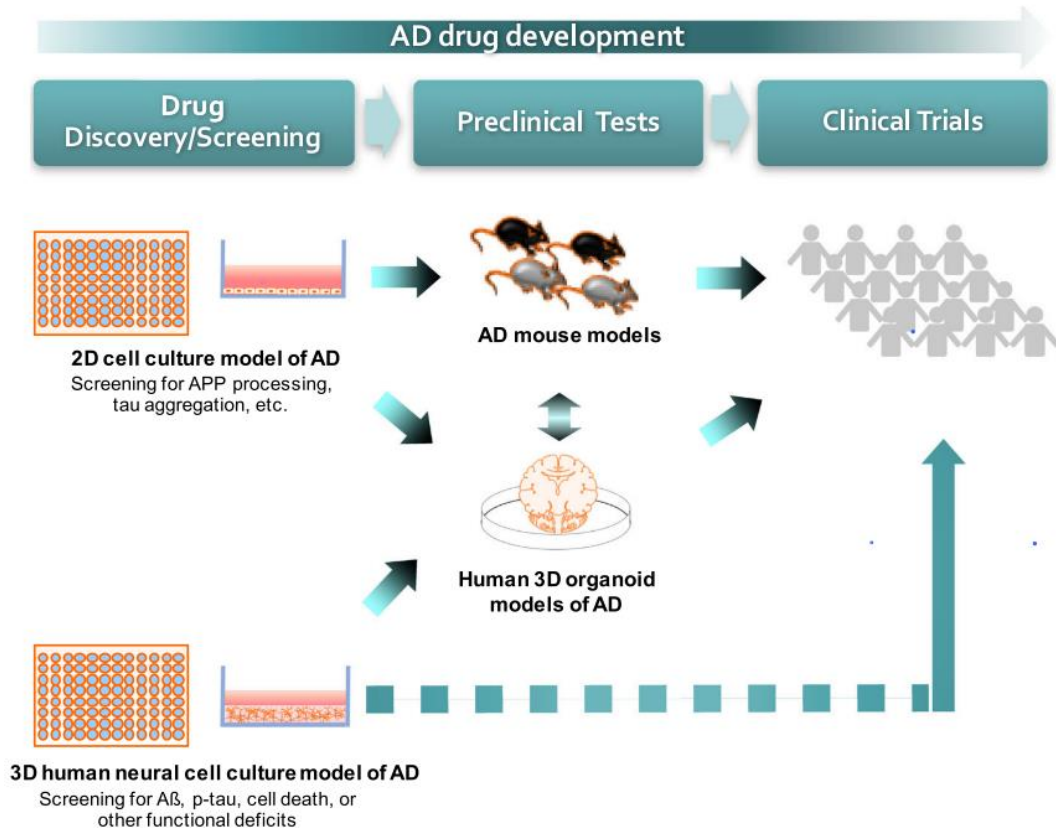 AD drug development
Drug
Discovery/Screening
Preclinical Tests
Clinical Trials
2D cell culture model of AD
Screening for APP processing,
tau aggregation, etc.
AD mouse models
Human 3D organoid
models of AD
3D human neural cell culture model of AD
Screening for Aß, p-tau, cell death, or
other functional deficits